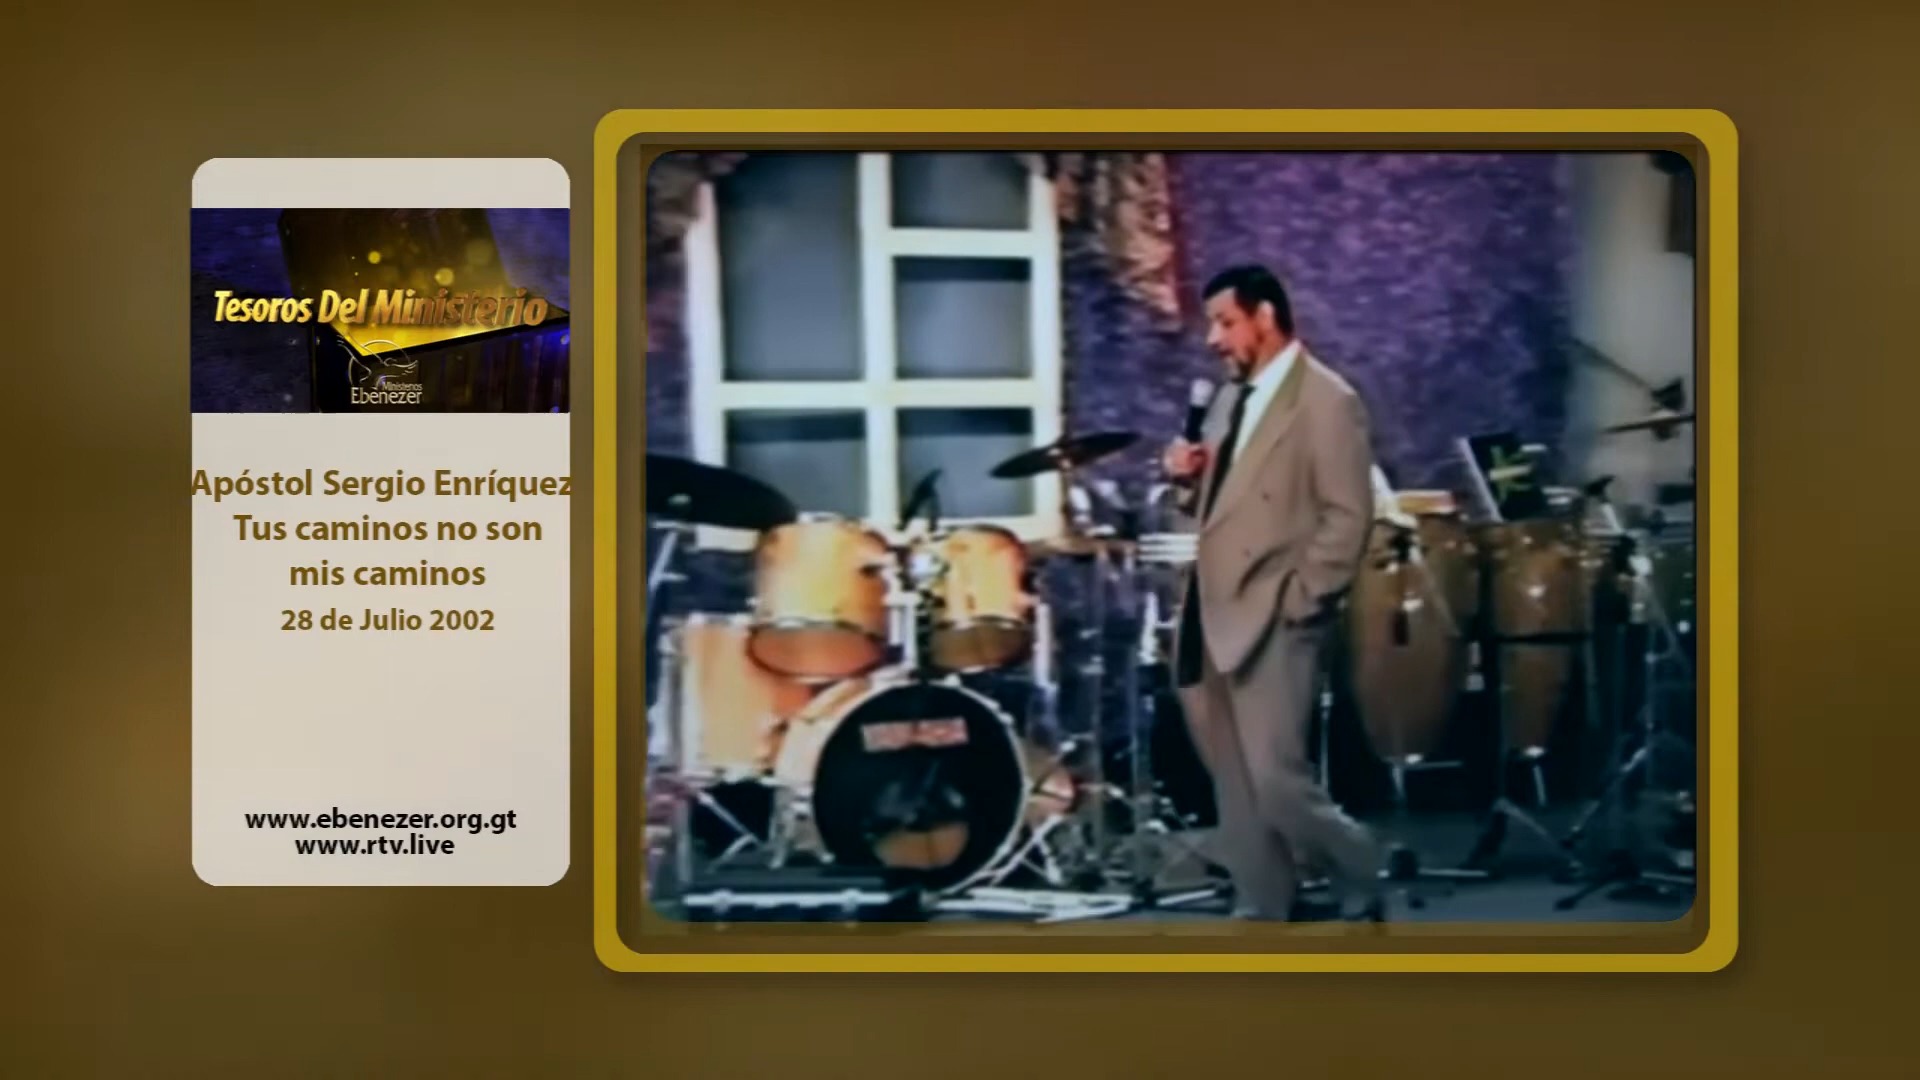 Tesoros Del Ministerio
Ministerios
Ebenezer
Apóstol Sergio Enríquez
Tus caminos no son
mis caminos
28 de Julio 2002
www.ebenezer.org.gt
www.rtv.live